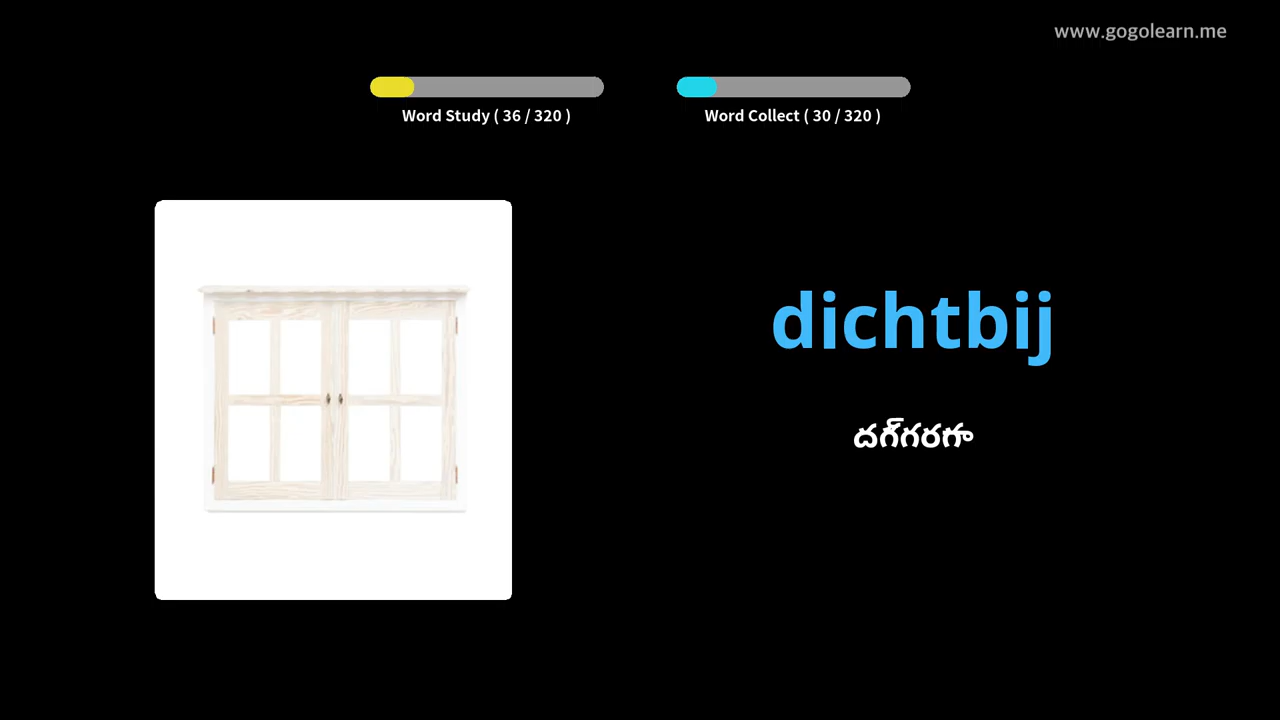 www.gogolearn.me
Word Study ( 36 / 320 )
Word Collect ( 30 / 320 )
dichtbij
దగ్గరగా